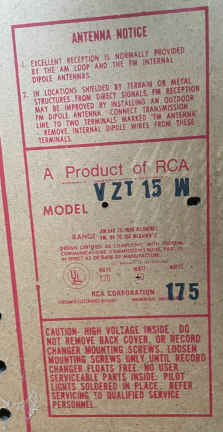 ANTENNA NOTICE
1. EXCELLENT RECEPTION IS NORMALLY PROVIDED
BY THE AM LOOP AND THE FM INTERNAL
DIPOLE ANTENNAS.
2. IN LOCATIONS SHIELDED BY TERRAIN OR METAL
STRUCTURES FROM DIRECT SIGNALS, FM RECEPTION
MAY BE IMPROVED BY INSTALLING AN OUTDOOR
FM DIPOLE ANTENNA. CONNECT TRANSMISSION
LINE TO TWO TERMINALS MARKED "FM ANTENNA"
REMOVE INTERNAL DIPOLE WIRES FROM THESE
TERMINALS.
A Product of RCA
VZT 15 W
MODEL
RANGE
UL
RCA CORPORATION
175
CAUTION- HIGH VOLTAGE INSIDE. DO
NOT REMOVE BACK COVER, OR RECORD
CHANGER MOUNTING SCREWS. LOOSEN
MOUNTING SCREWS ONLY UNTIL RECORD
CHANGER FLOATS FREE. NO USER
SERVICEABLE PARTS INSIDE. PILOT
LIGHTS SOLDERED IN PLACE. REFER
SERVICING TO QUALIFIED SERVICE
PERSONNEL.